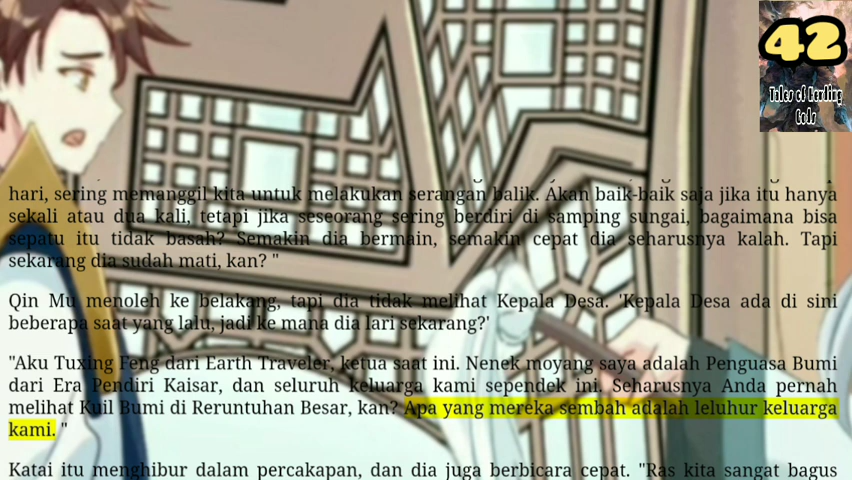 42
Tales of Herding
Gods
hari, sering memanggil kita untuk melakukan serangan balik. Akan baik-baik saja jika itu hanya
sekali atau dua kali, tetapi jika seseorang sering berdiri di samping sungai, bagaimana bisa
sepatu itu tidak basah? Semakin dia bermain, semakin cepat dia seharusnya kalah. Tapi
sekarang dia sudah mati, kan? "
Qin Mu menoleh ke belakang, tapi dia tidak melihat Kepala Desa. 'Kepala Desa ada di sini
beberapa saat yang lalu, jadi ke mana dia lari sekarang?'
"Aku Tuxing Feng dari Earth Traveler, ketua saat ini. Nenek moyang saya adalah Penguasa Bumi
dari Era Pendiri Kaisar, dan seluruh keluarga kami sependek ini. Seharusnya Anda pernah
melihat Kuil Bumi di Reruntuhan Besar, kan? Apa yang mereka sembah adalah leluhur keluarga
kami. "
Katai itu menghibur dalam percakapan, dan dia juga berbicara cepat. "Ras kita sangat bagus